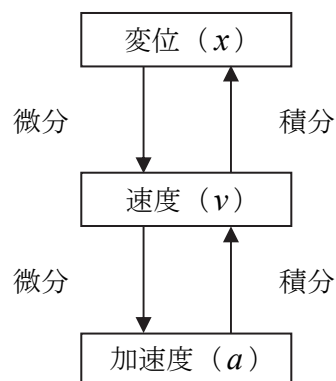 変位（x）
微分
積分
速度（v）
微分
積分
加速度（a）